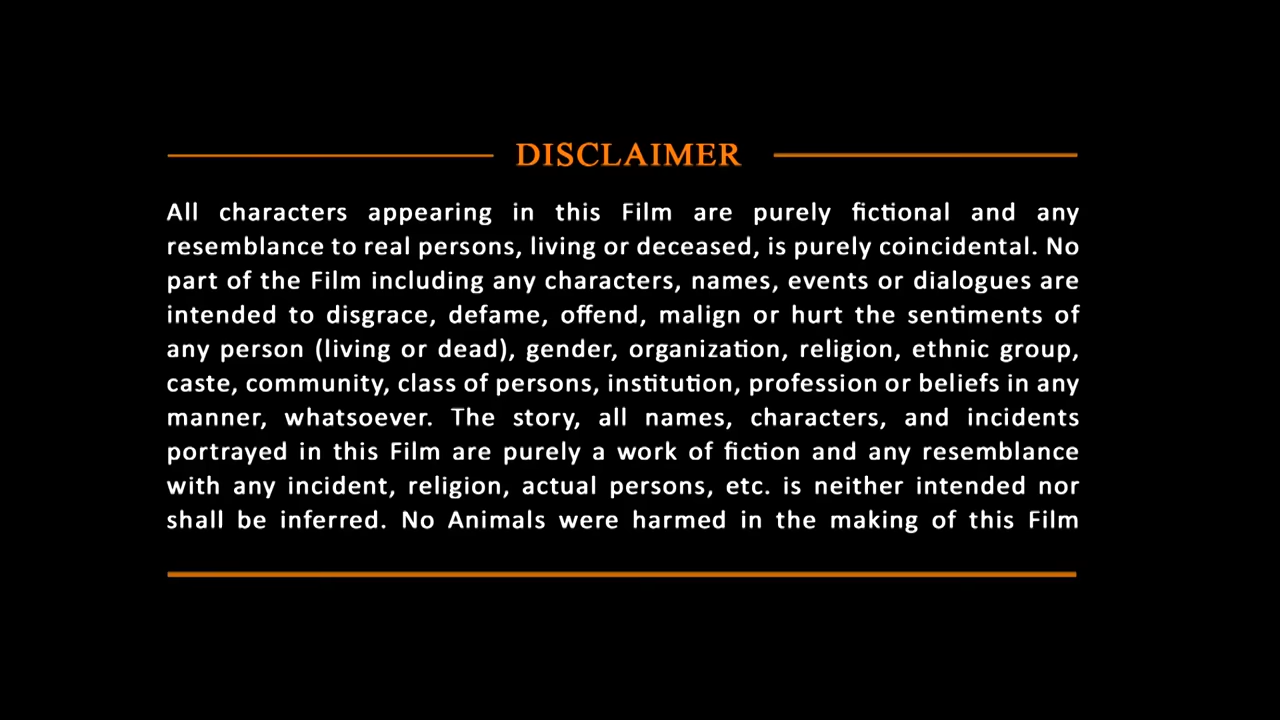 DISCLAIMER
All characters appearing in this Film are purely fictional and any
resemblance to real persons, living or deceased, is purely coincidental. No
part of the Film including any characters, names, events or dialogues are
intended to disgrace, defame, offend, malign or hurt the sentiments of
any person (living or dead), gender, organization, religion, ethnic group,
caste, community, class of persons, institution, profession or beliefs in any
manner, whatsoever. The story, all names, characters, and incidents
portrayed in this Film are purely a work of fiction and any resemblance
with any incident, religion, actual persons, etc. is neither intended nor
shall be inferred. No Animals were harmed in the making of this Film